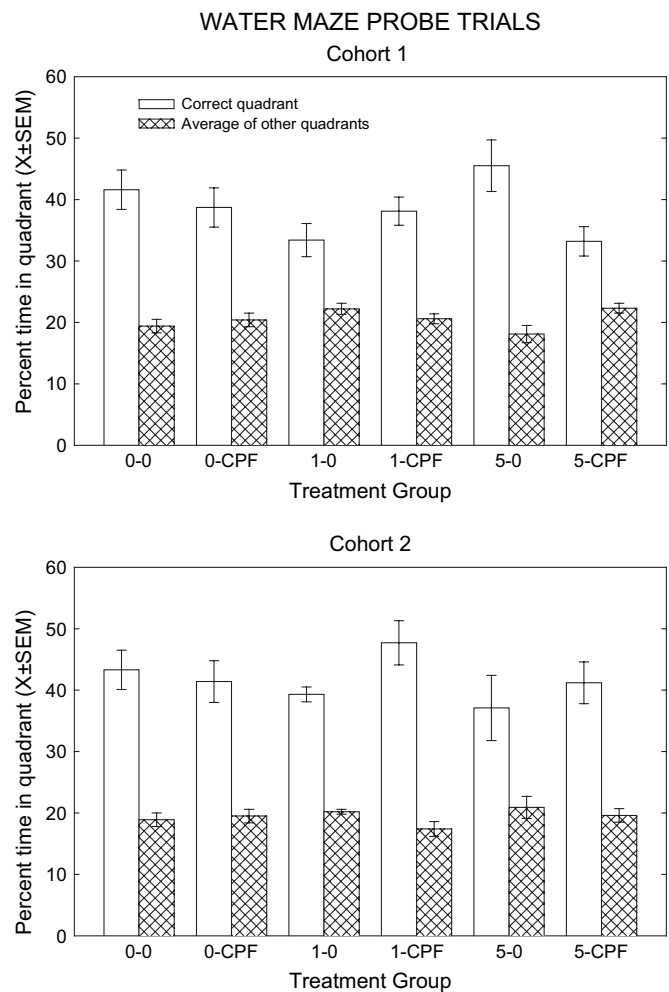 WATER MAZE PROBE TRIALS
Cohort 1
Percent time in quadrant (X±SEM)
60
50
40
30
20
10
0
Correct quadrant
Average of other quadrants
0-0 0-CPF 1-0 1-CPF 5-0 5-CPF
Treatment Group
Cohort 2
Percent time in quadrant (X±SEM)
60
50
40
30
20
10
0
0-0 0-CPF 1-0 1-CPF 5-0 5-CPF
Treatment Group